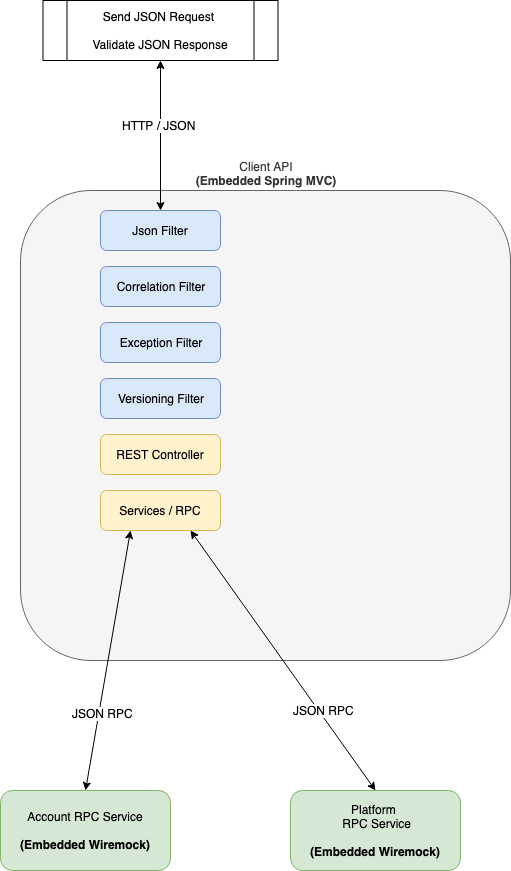 Send JSON Request
Validate JSON Response
HTTP / JSON
Client API
(Embedded Spring MVC)
Json Filter
Correlation Filter
Exception Filter
Versioning Filter
REST Controller
Services / RPC
JSON RPC
JSON RPC
Account RPC Service
(Embedded Wiremock)
Platform
RPC Service
(Embedded Wiremock)